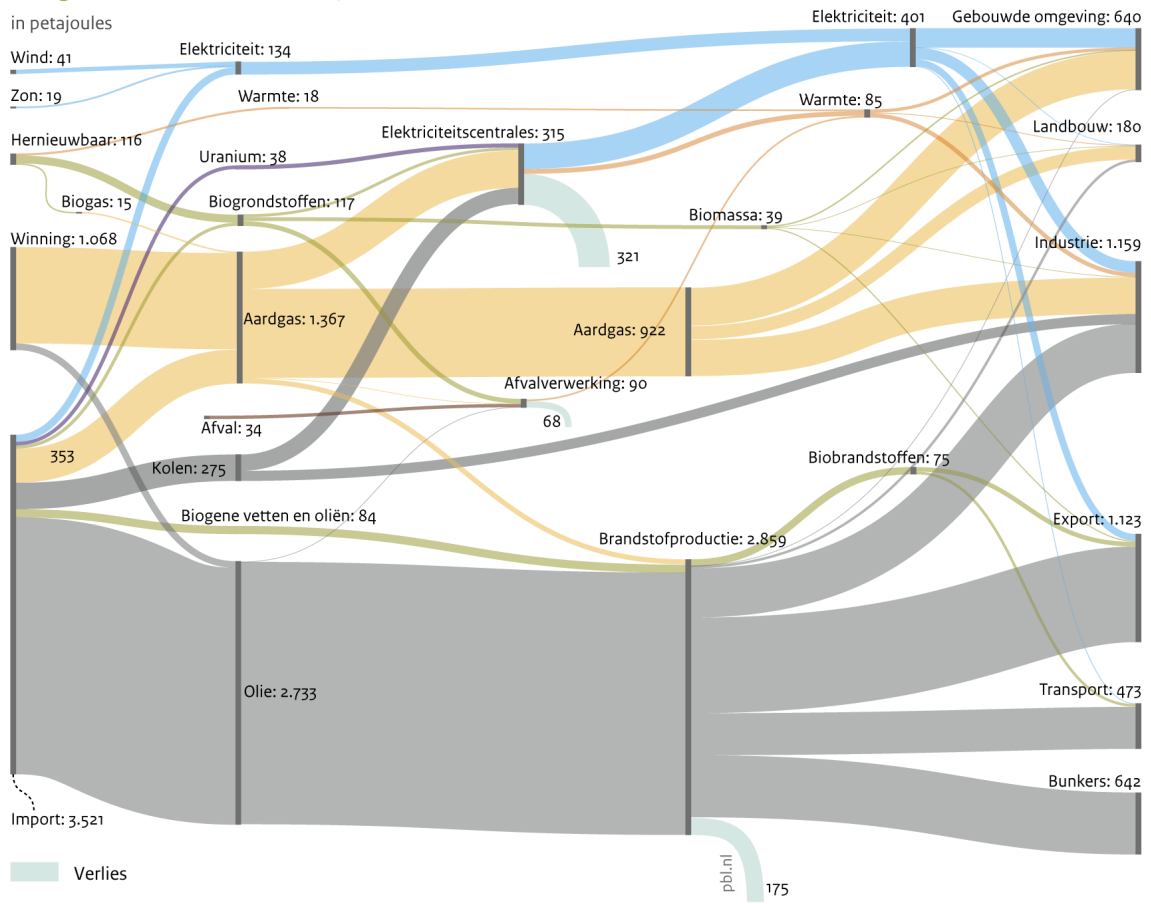 in petajoules
Elektriciteit: 401
Gebouwde omgeving: 640
Wind: 41
Elektriciteit: 134
Zon: 19
Warmte: 18
Warmte: 85
Hernieuwbaar: 116
Elektriciteitscentrales: 315
Landbouw: 180
Uranium: 38
Biogas: 15
Biogrondstoffen: 117
Biomassa: 39
Winning: 1.068
Industrie: 1.159
321
Aardgas: 1.367
Aardgas: 922
Afvalverwerking: 90
68
Afval: 34
353
Kolen: 275
Biobrandstoffen: 75
Biogene vetten en oliën: 84
Export: 1.123
Brandstofproductie: 2.859
Olie: 2.733
Transport: 473
Bunkers: 642
Import: 3.521
Verlies
pbl.nl
175